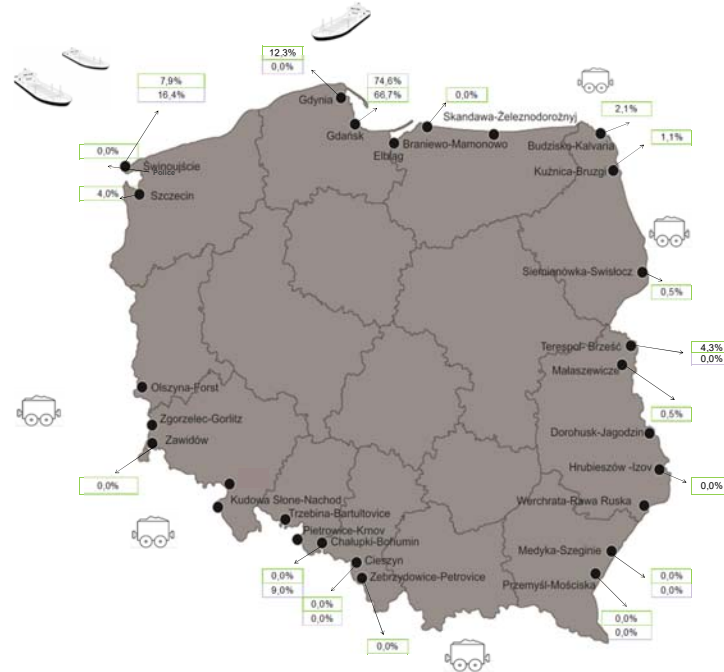 12,3%
0,0%
7,9%
16,4%
74,6%
66,7%
0,0%
Gdynia
Skandawa-Żeleznodorożnyj
2,1%
Gdańsk
Braniewo-Mamonowo
Budzisko-Kalvaria
1,1%
Elbląg
0,0%
Świnoujście
Police
Kuźnica-Bruzgi
4,0%
Szczecin
Siemianówka-Swisłocz
0,5%
Terespol- Brześć
4,3%
0,0%
Małaszewicze
Olszyna-Forst
0,5%
Zgorzelec-Gorlitz
Dorohusk-Jagodzin
Zawidów
Hrubieszów -Izov
0,0%
0,0%
Kudowa Słone-Nachod
Werchrata-Rawa Ruska
Trzebina-Bartultovice
Pietrowice-Krnov
Chałupki-Bohumin
Medyka-Szeginie
Cieszyn
0,0%
9,0%
Zebrzydowice-Petrovice
Przemyśl-Mościska
0,0%
0,0%
0,0%
0,0%
0,0%
0,0%
0,0%